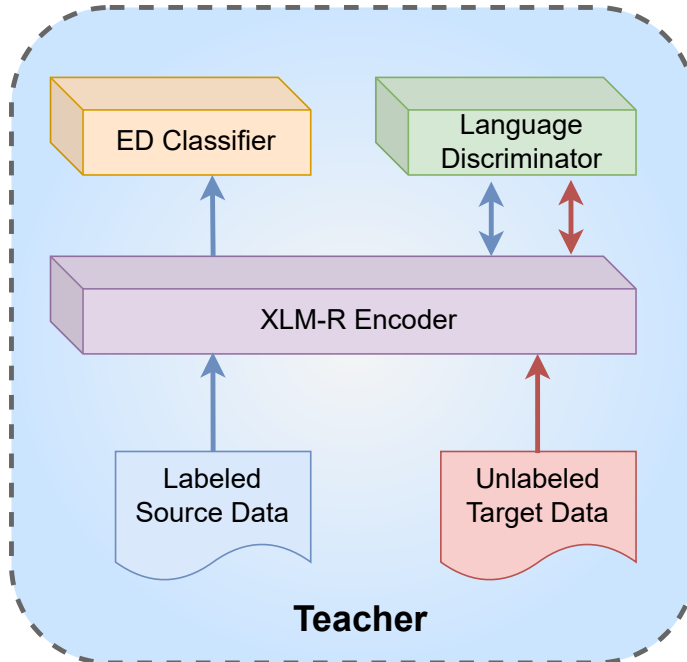 ED Classifier
Language
Discriminator
XLM-R Encoder
Labeled
Source Data
Unlabeled
Target Data
Teacher